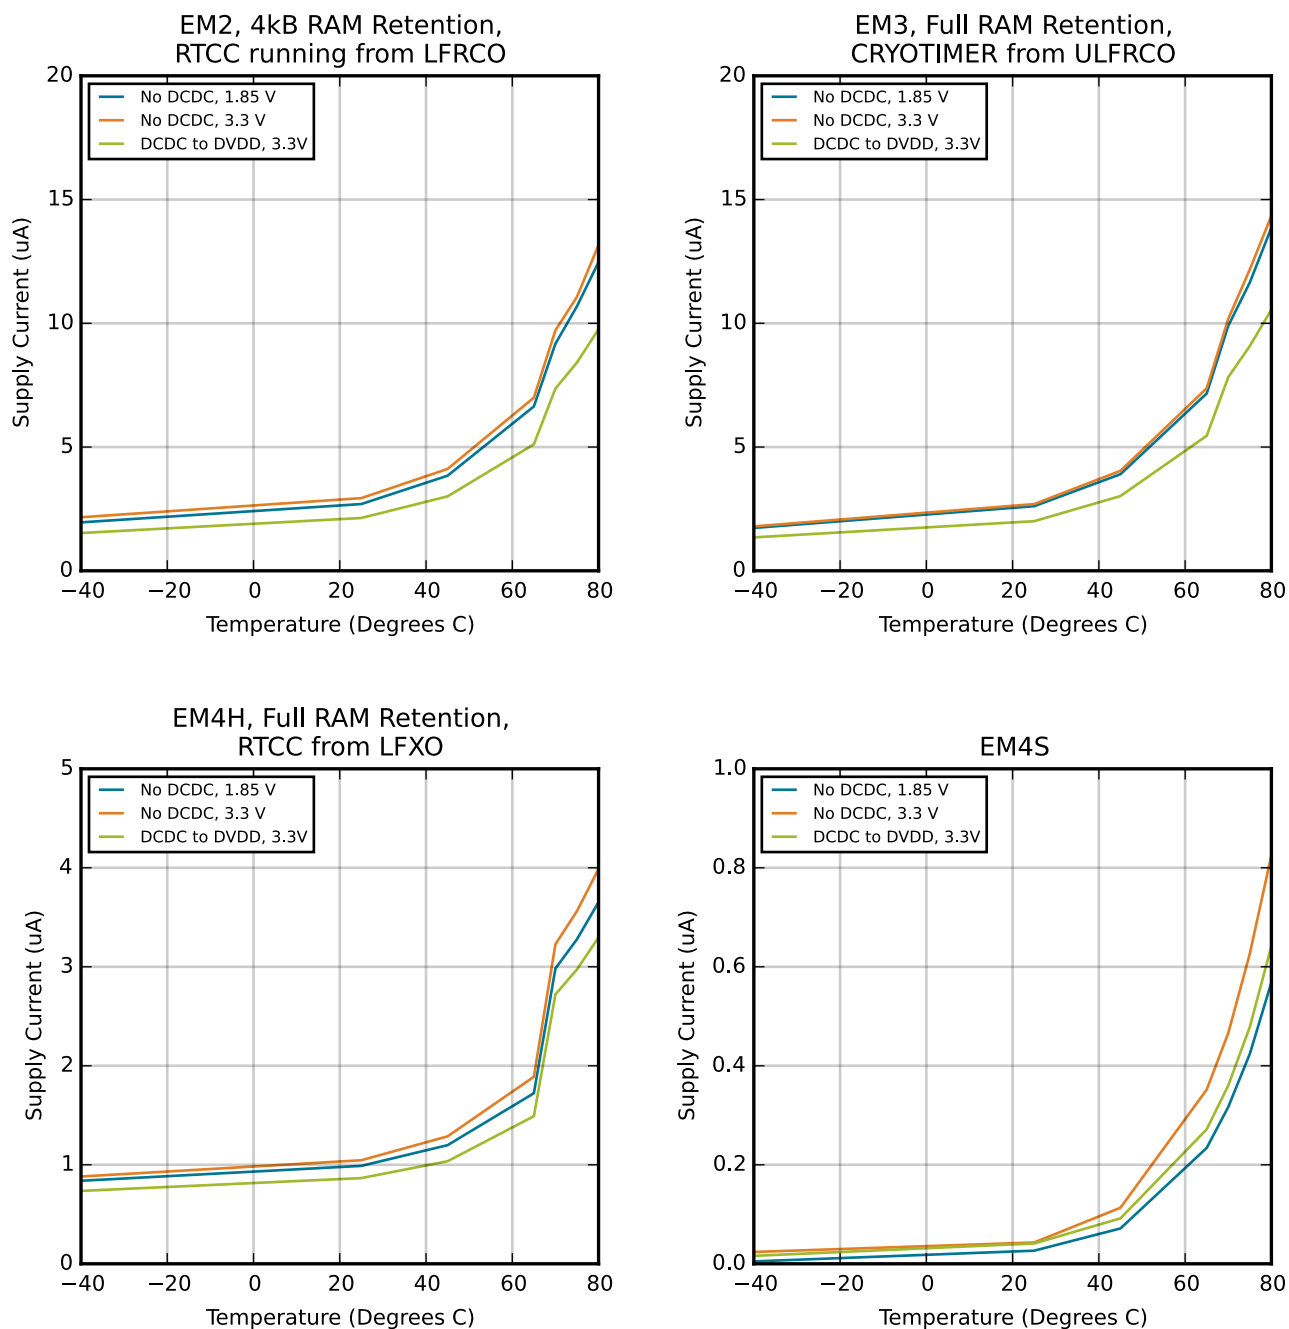 EM2, 4kB RAM Retention,
RTCC running from LFRCO
20
15
10
5
0
Supply Current (uA)
No DCDC, 1.85 V
No DCDC, 3.3 V
DCDC to DVDD, 3.3V
−40
−20
0
20
40
60
80
Temperature (Degrees C)
EM3, Full RAM Retention,
CRYOTIMER from ULFRCO
20
15
10
5
0
Supply Current (uA)
No DCDC, 1.85 V
No DCDC, 3.3 V
DCDC to DVDD, 3.3V
−40
−20
0
20
40
60
80
Temperature (Degrees C)
EM4H, Full RAM Retention,
RTCC from LFXO
5
4
3
2
1
0
Supply Current (uA)
No DCDC, 1.85 V
No DCDC, 3.3 V
DCDC to DVDD, 3.3V
−40
−20
0
20
40
60
80
Temperature (Degrees C)
EM4S
1.0
0.8
0.6
0.4
0.2
0.0
Supply Current (uA)
No DCDC, 1.85 V
No DCDC, 3.3 V
DCDC to DVDD, 3.3V
−40
−20
0
20
40
60
80
Temperature (Degrees C)